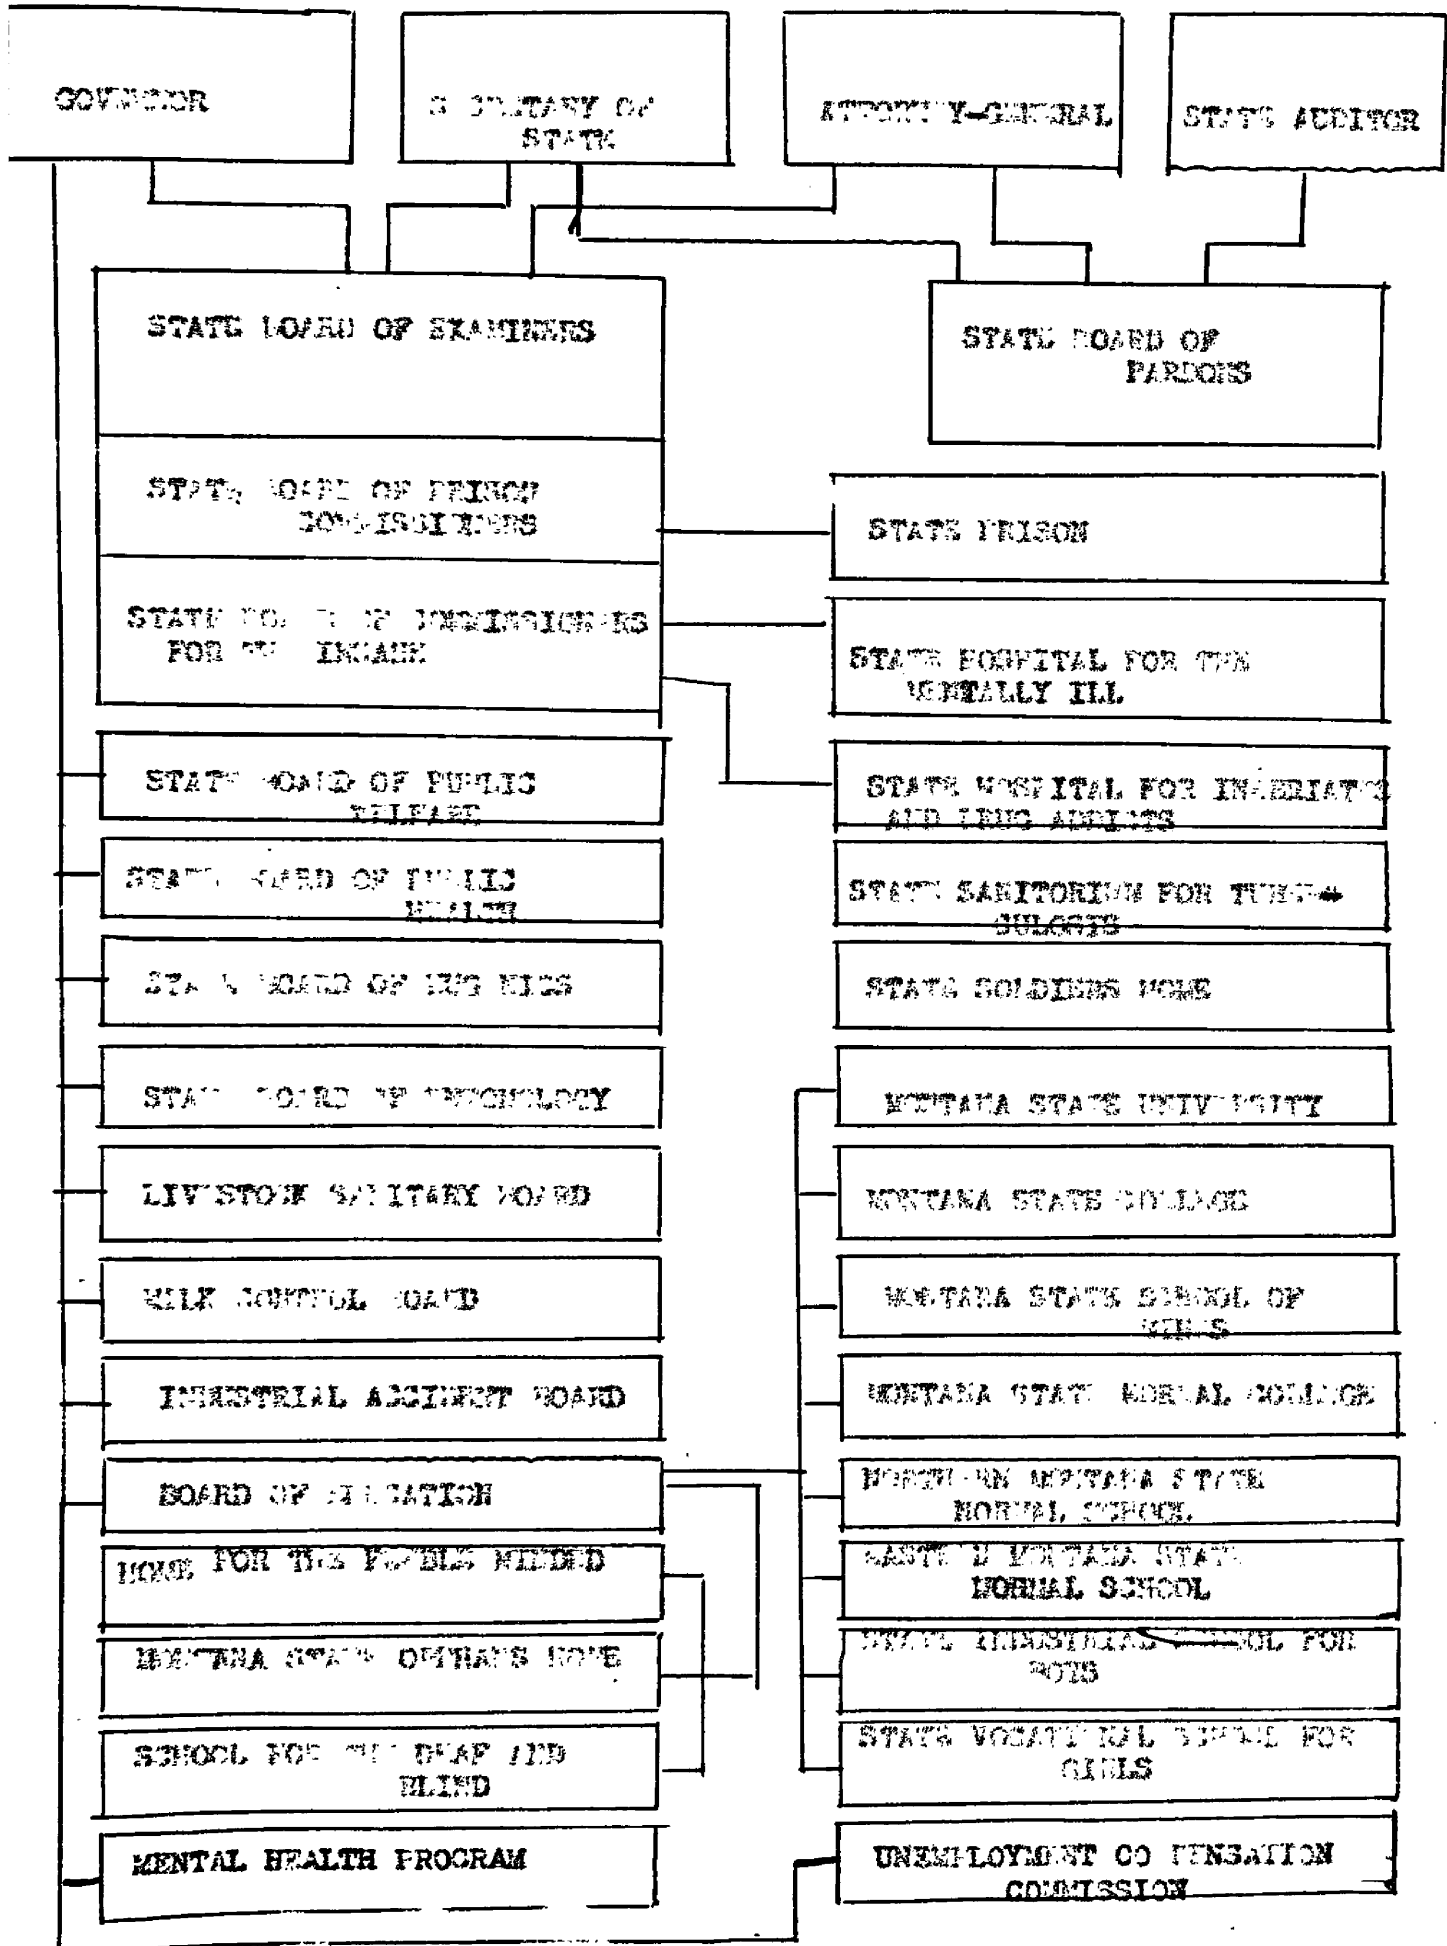 GOVERNOR
SECRETARY OF
STATE
ATTORNEY-GENERAL
STATE AUDITOR
STATE BOARD OF EXAMINERS
STATE BOARD OF
PARDONS
STATE BOARD OF PRISON
COMMISSIONERS
STATE PRISON
STATE BOARD OF COMMISSIONERS
FOR THE INSANE
STATE HOSPITAL FOR THE
MENTALLY ILL
STATE BOARD OF PUBLIC
WELFARE
STATE HOSPITAL FOR INEBRIATES
AND DRUG ADDICTS
STATE BOARD OF PUBLIC
HEALTH
STATE SANITORIUM FOR TUBER-
CULOSIS
STATE BOARD OF EUGENICS
STATE SOLDIERS HOME
STATE BOARD OF ENTOMOLOGY
MONTANA STATE UNIVERSITY
LIVESTOCK SANITARY BOARD
MONTANA STATE COLLEGE
MILK CONTROL BOARD
MONTANA STATE SCHOOL OF
MINES
INDUSTRIAL ACCIDENT BOARD
MONTANA STATE NORMAL COLLEGE
BOARD OF EDUCATION
NORTHERN MONTANA STATE
NORMAL SCHOOL
HOME FOR THE FEEBLE MINDED
EASTERN MONTANA STATE
NORMAL SCHOOL
MONTANA STATE ORPHANS HOME
STATE INDUSTRIAL SCHOOL FOR
BOYS
SCHOOL FOR THE DEAF AND
BLIND
STATE VOCATIONAL SCHOOL FOR
GIRLS
MENTAL HEALTH PROGRAM
UNEMPLOYMENT COMPENSATION
COMMISSION